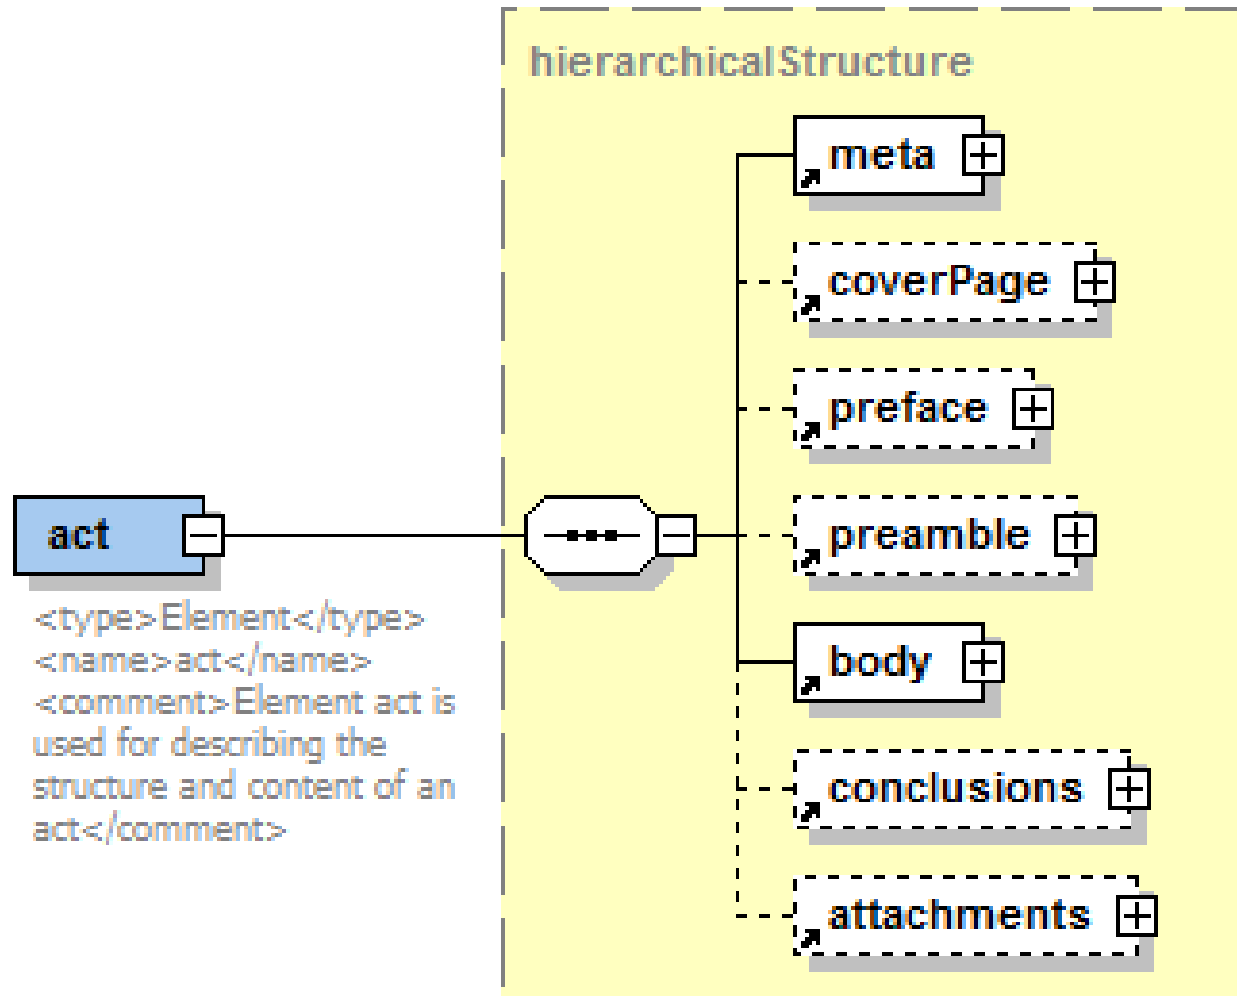 hierarchicalStructure
meta
coverPage
preface
act
preamble
<type>Element</type>
<name>act</name>
<comment>Element act is
used for describing the
structure and content of an
act</comment>
body
conclusions
attachments